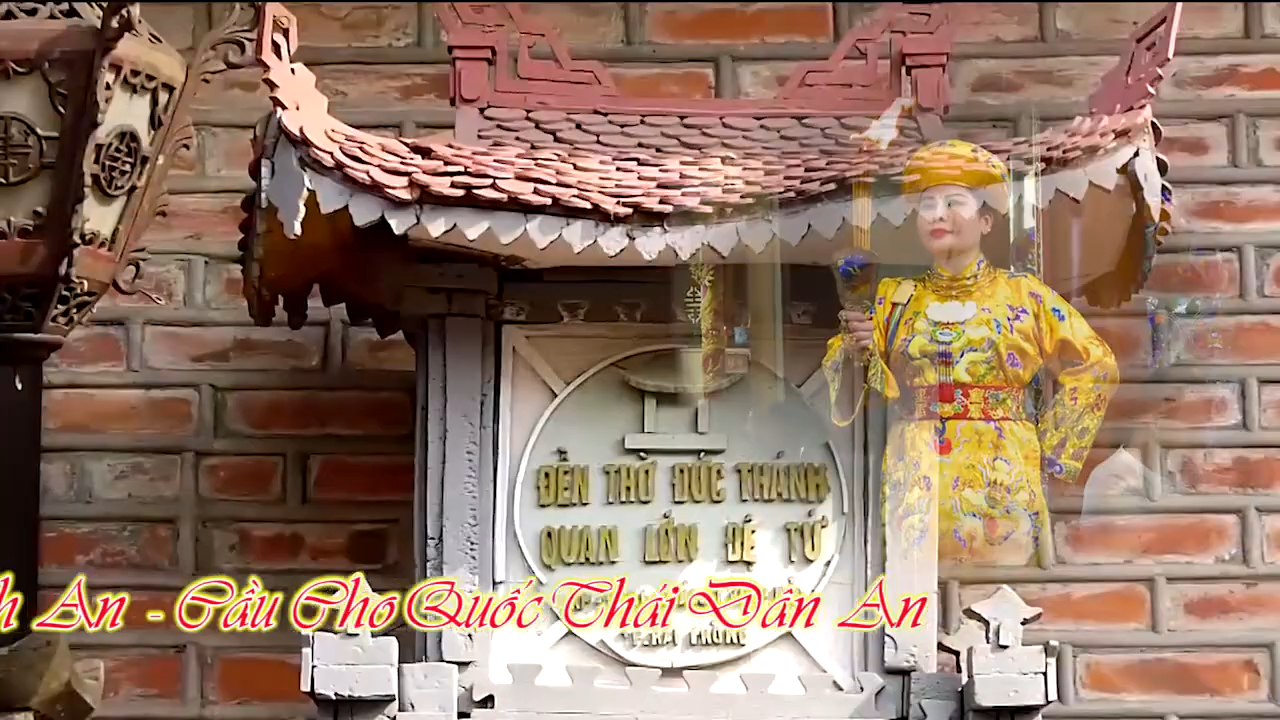 ĐỀN THỜ ĐỨC THÁNH
QUAN LỚN ĐỆ TỨ
An - Cầu Cho Quốc Thái Dân An